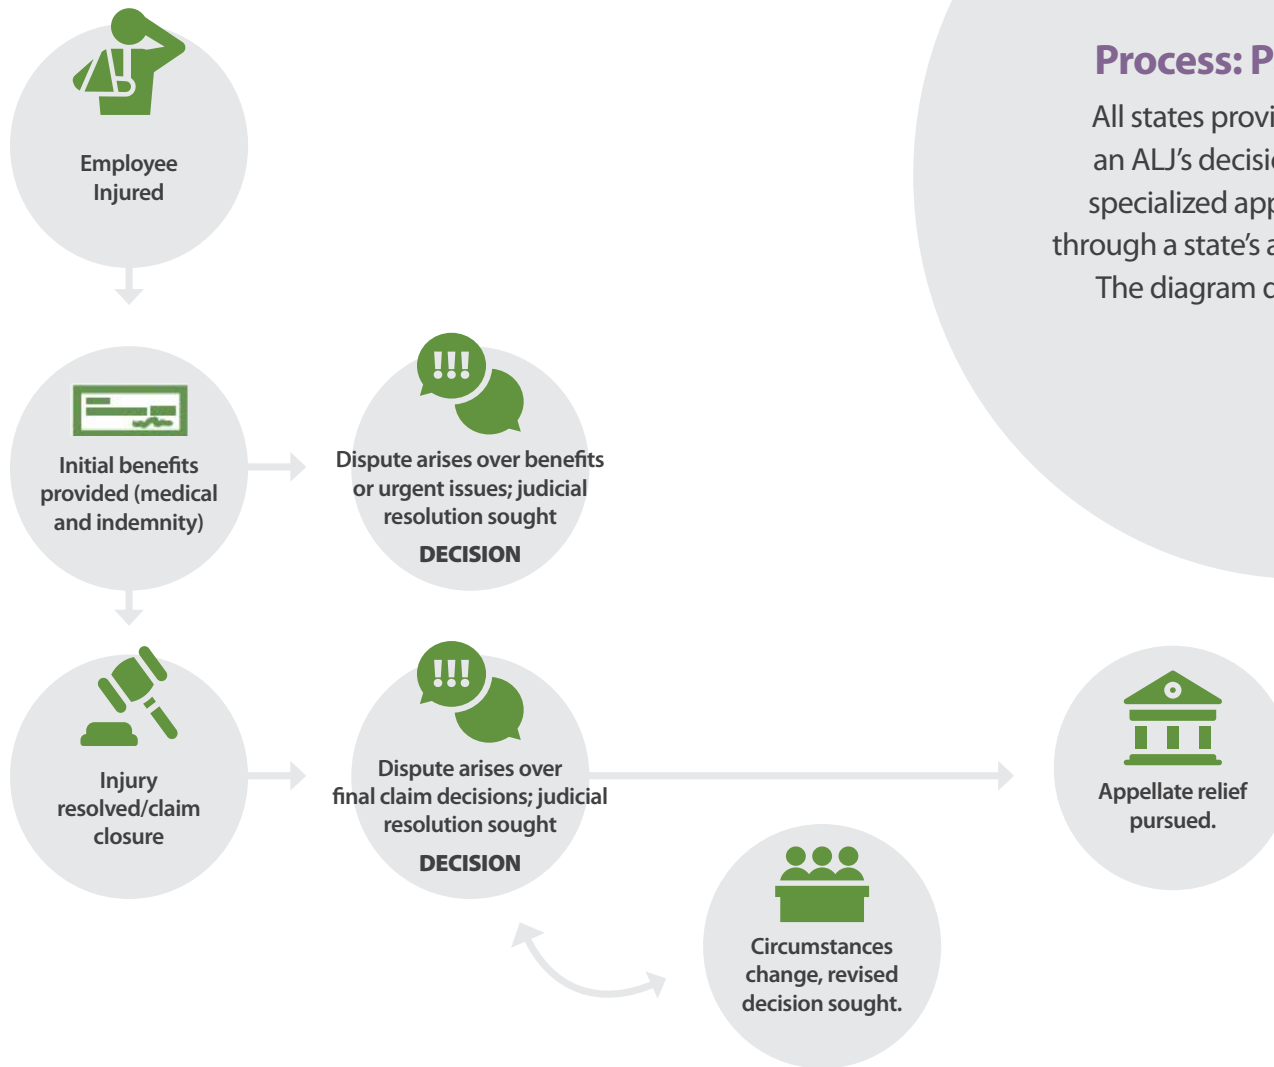 Employee
Injured
Process: P
All states provi
an ALJ's decisi
specialized app
through a state's a
The diagram d
Initial benefits
provided (medical
and indemnity)
!!!
Dispute arises over benefits
or urgent issues; judicial
resolution sought
DECISION
Injury
resolved/claim
closure
!!!
Dispute arises over
final claim decisions; judicial
resolution sought
DECISION
Circumstances
change, revised
decision sought.
Appellate relief
pursued.